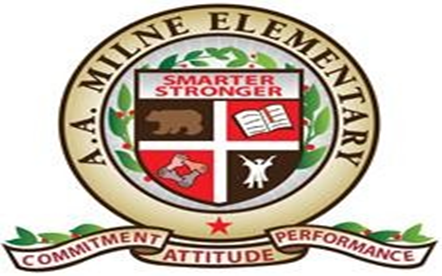 A.A. MILNE ELEMENTARY
SMARTER
STRONGER
COMMITMENT
ATTITUDE
PERFORMANCE